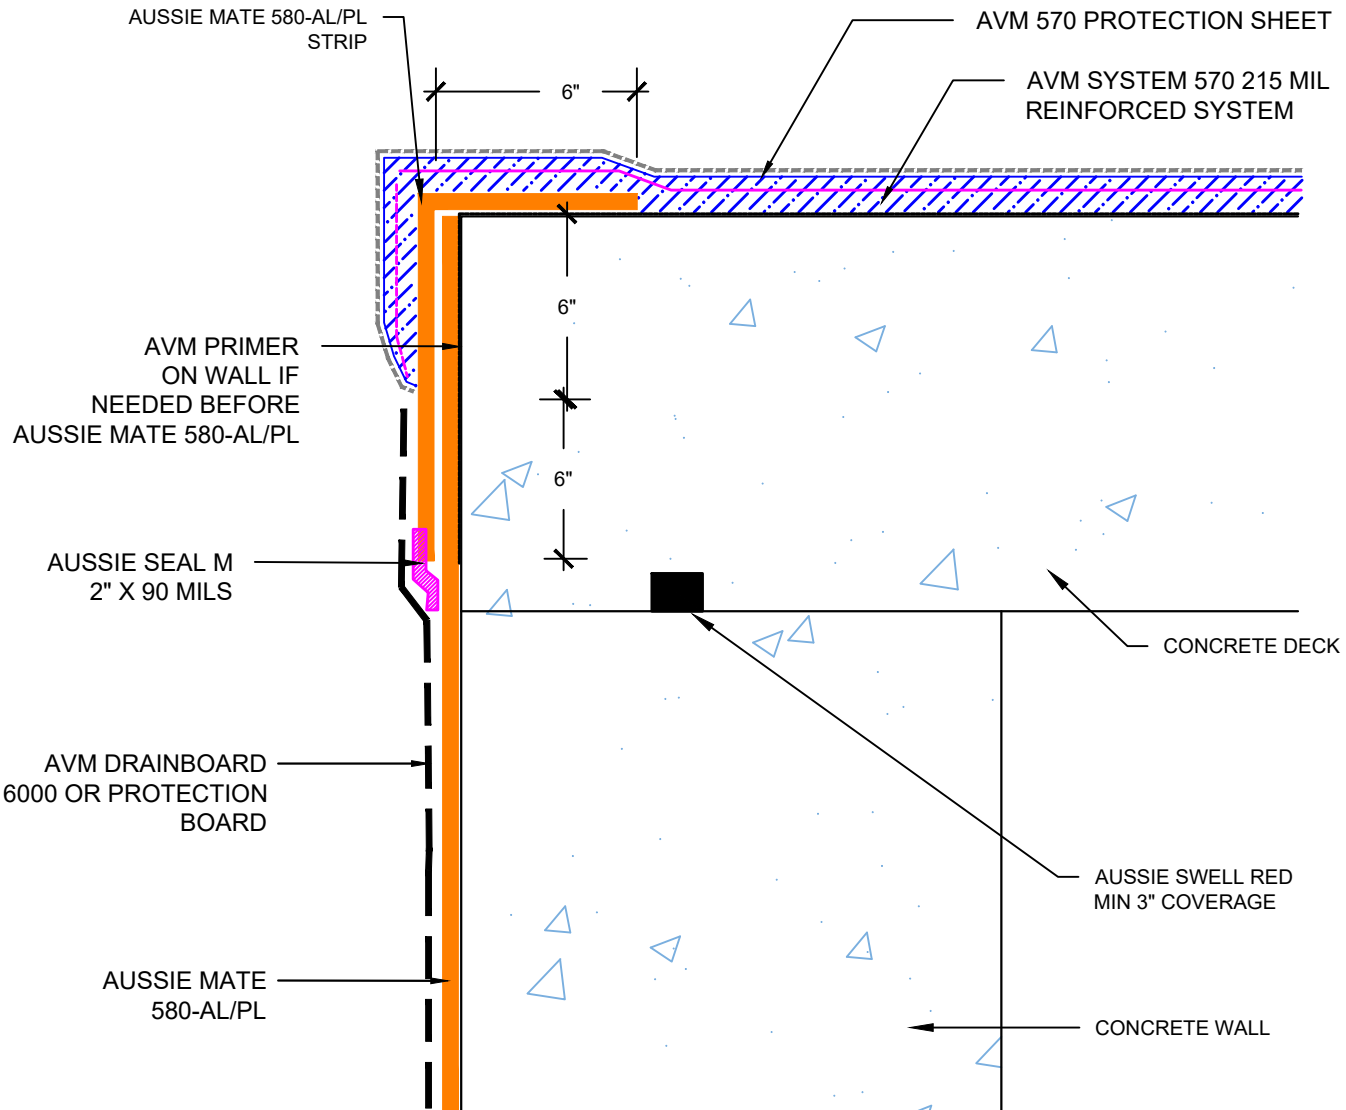 AUSSIE MATE 580-AL/PL
STRIP
AVM 570 PROTECTION SHEET
AVM SYSTEM 570 215 MIL
REINFORCED SYSTEM
6"
6"
AVM PRIMER
ON WALL IF
NEEDED BEFORE
AUSSIE MATE 580-AL/PL
6"
AUSSIE SEAL M
2" X 90 MILS
CONCRETE DECK
AVM DRAINBOARD
6000 OR PROTECTION
BOARD
AUSSIE SWELL RED
MIN 3" COVERAGE
AUSSIE MATE
580-AL/PL
CONCRETE WALL